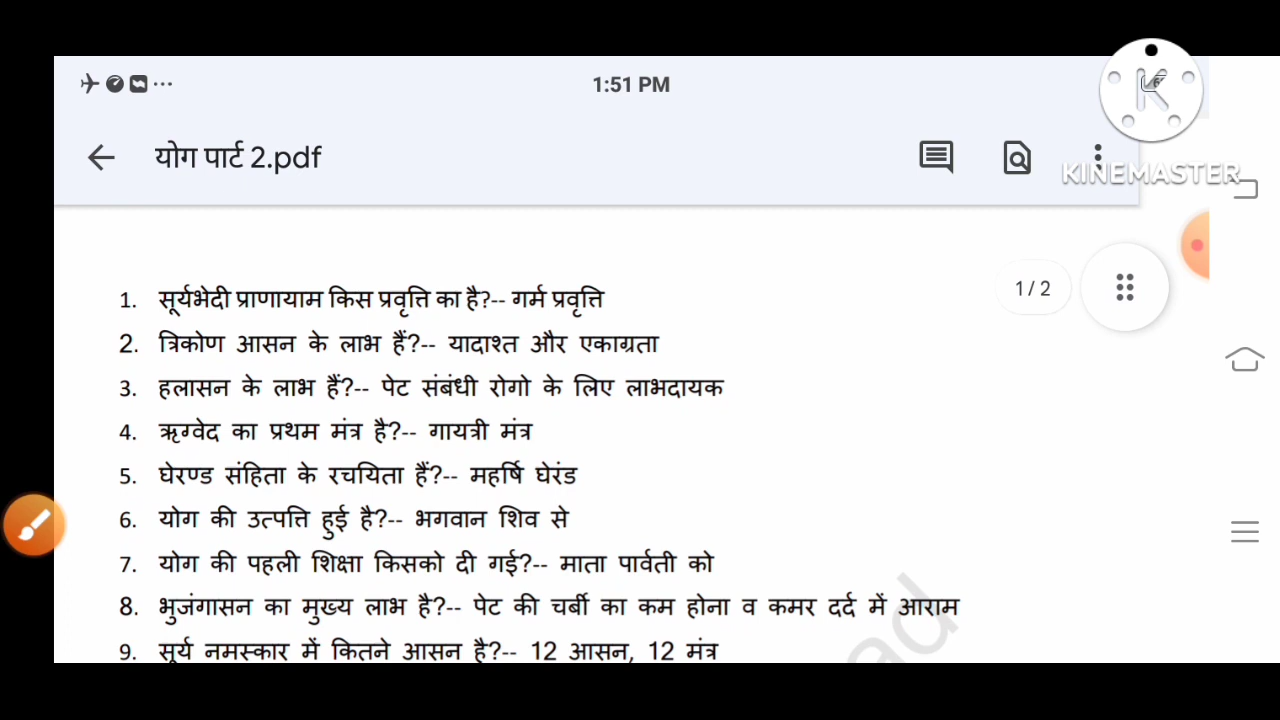 1:51 PM
योग पार्ट 2.pdf
KINEMASTER
1 / 2
1. सूर्यभेदी प्राणायाम किस प्रवृत्ति का है?-- गर्म प्रवृत्ति
2. त्रिकोण आसन के लाभ हैं?-- यादाश्त और एकाग्रता
3. हलासन के लाभ हैं?-- पेट संबंधी रोगो के लिए लाभदायक
4. ऋग्वेद का प्रथम मंत्र है?-- गायत्री मंत्र
5. घेरण्ड संहिता के रचयिता हैं?-- महर्षि घेरंड
6. योग की उत्पत्ति हुई है?-- भगवान शिव से
7. योग की पहली शिक्षा किसको दी गई?-- माता पार्वती को
8. भुजंगासन का मुख्य लाभ है?-- पेट की चर्बी का कम होना व कमर दर्द में आराम
9. सूर्य नमस्कार में कितने आसन है?-- 12 आसन, 12 मंत्र